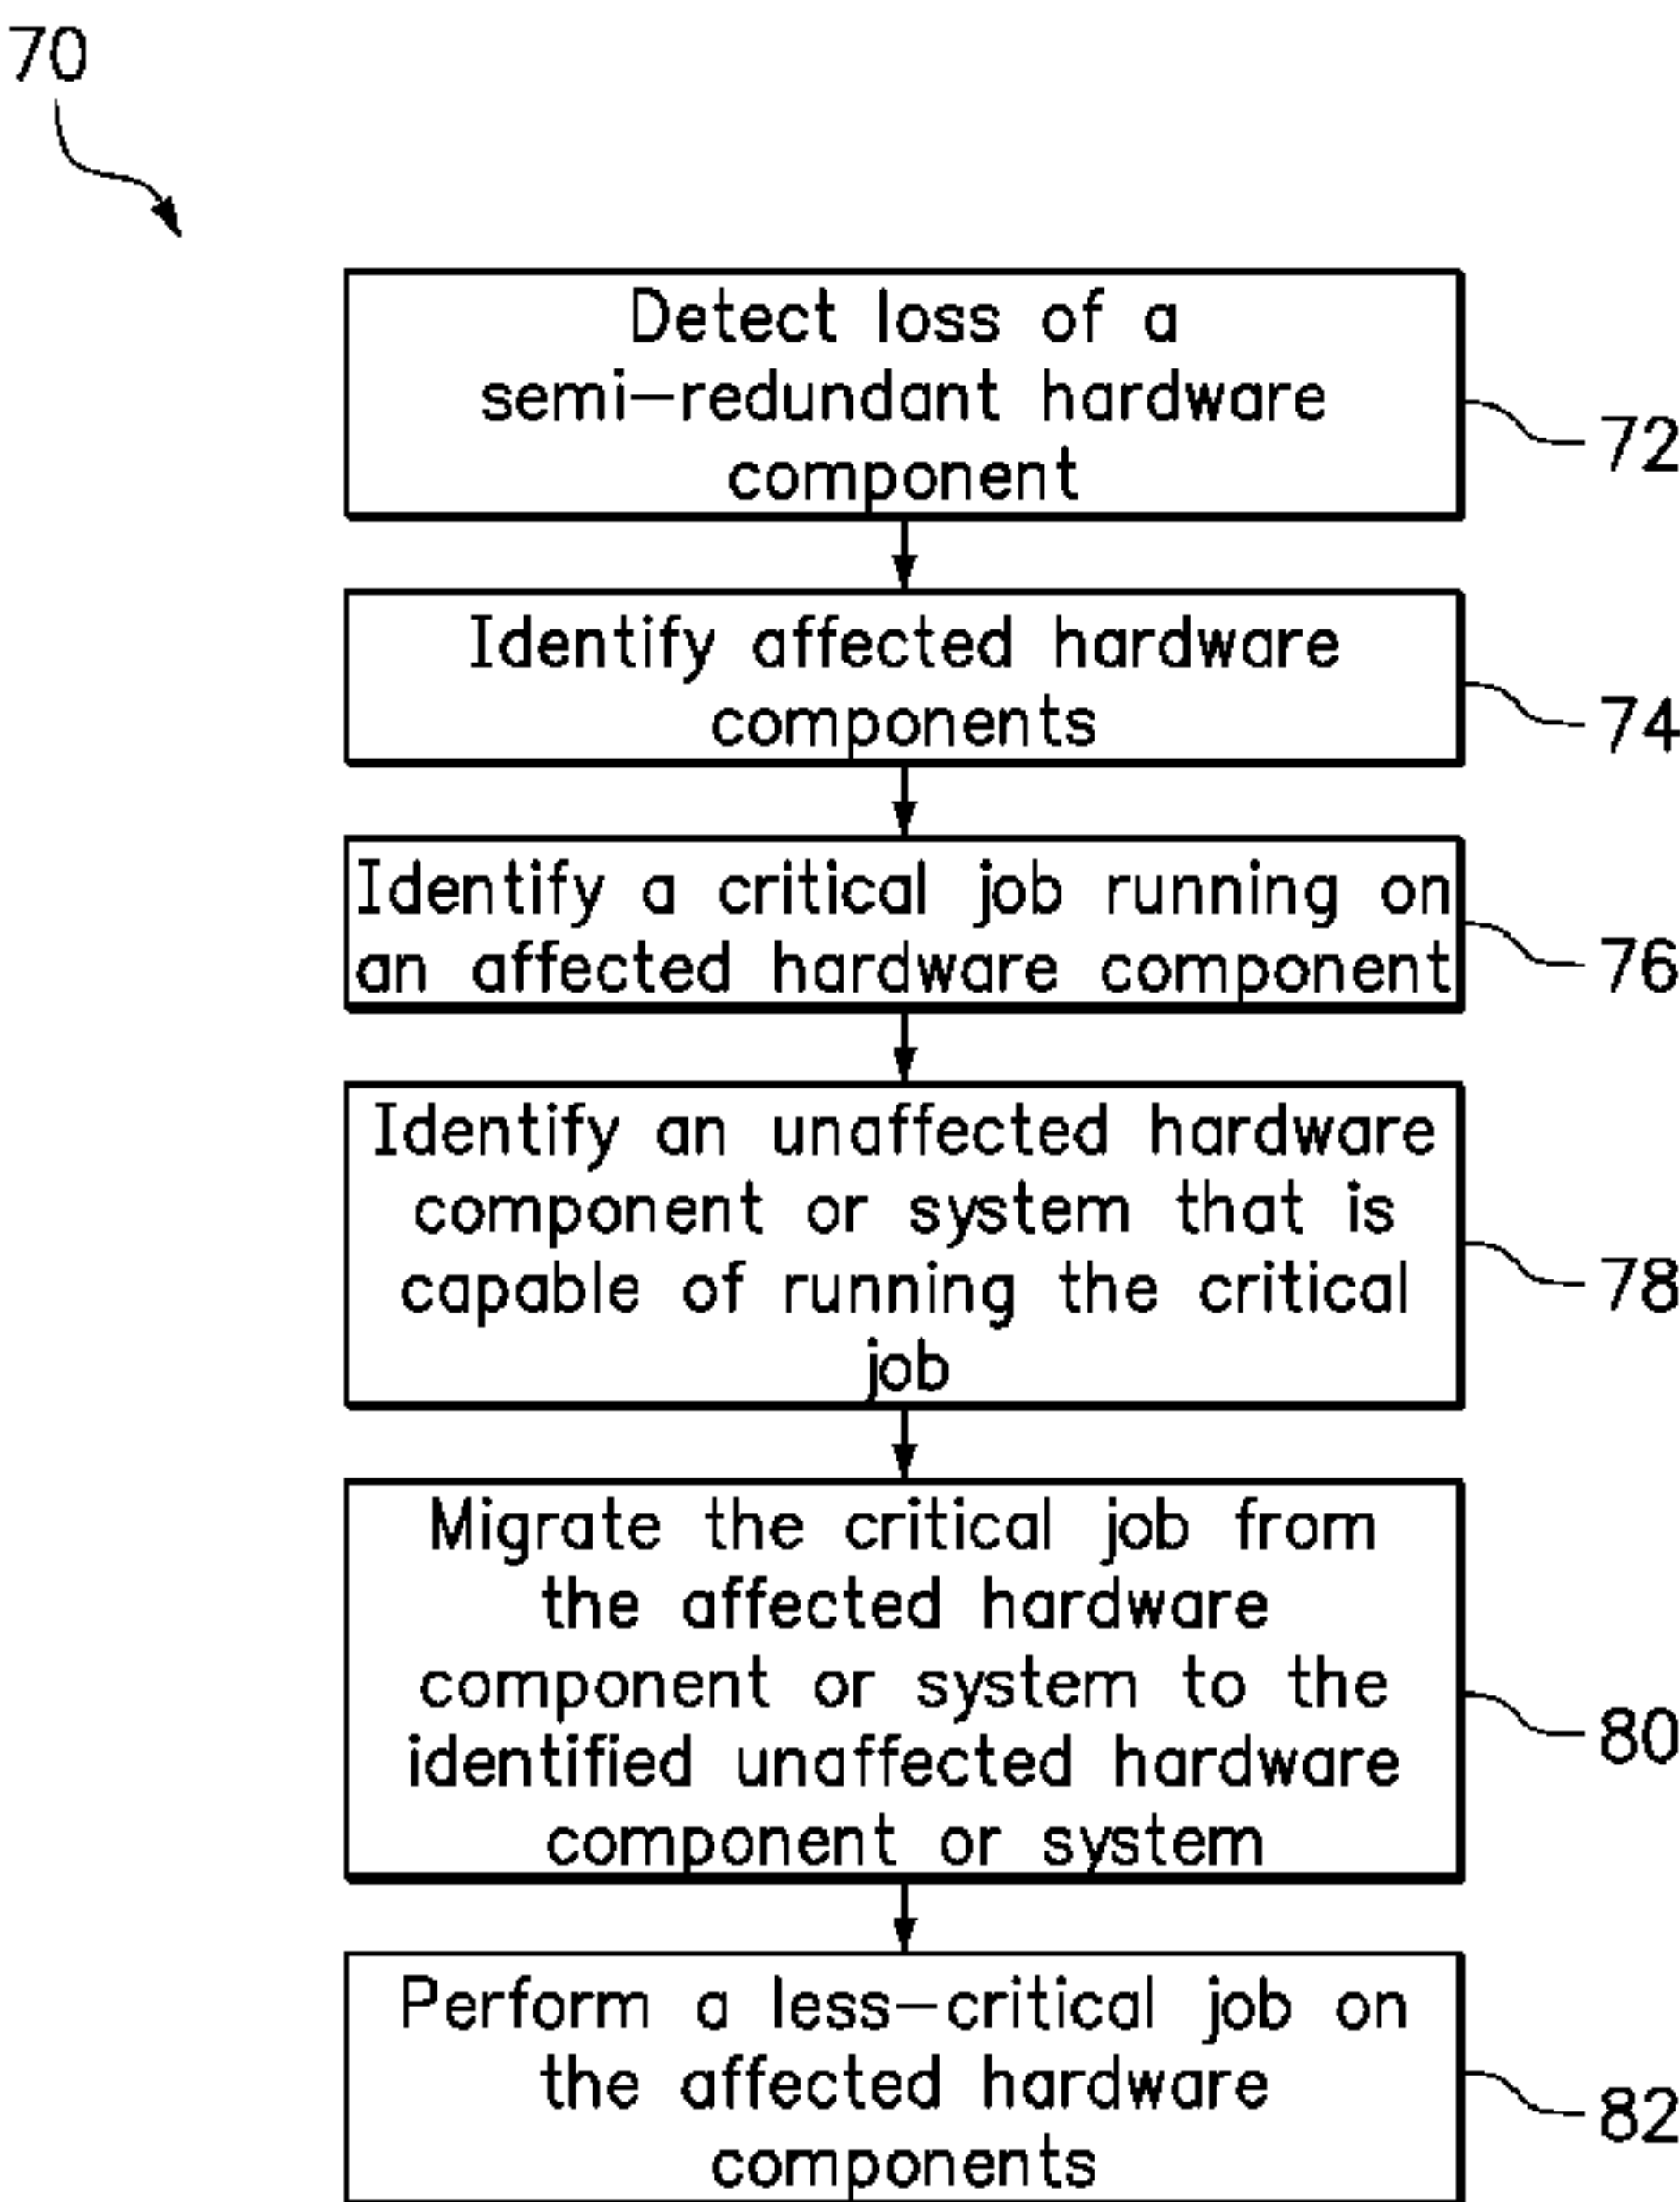 70
Detect loss of a
semi-redundant hardware
component
72
Identify affected hardware
components
74
Identify a critical job running on
an affected hardware component
76
Identify an unaffected hardware
component or system that is
capable of running the critical
job
78
Migrate the critical job from
the affected hardware
component or system to the
identified unaffected hardware
component or system
80
Perform a less-critical job on
the affected hardware
components
82